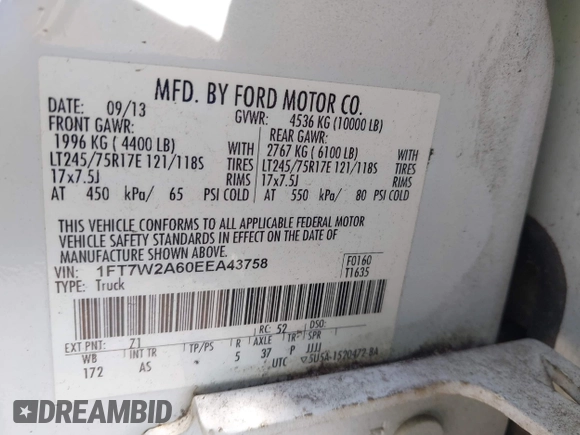 MFD. BY FORD MOTOR CO.
DATE: 09/13 GVWR: 4536 KG (10000 LB)
FRONT GAWR: REAR GAWR:
1996 KG ( 4400 LB) 2767 KG ( 6100 LB)
LT245/75R17E 121/118S TIRES LT245/75R17E 121/118S TIRES
17x7.5J RIMS 17x7.5J RIMS
AT 450 kPa/ 65 PSI COLD AT 550 kPa/ 80 PSI COLD
THIS VEHICLE CONFORMS TO ALL APPLICABLE FEDERAL MOTOR
VEHICLE SAFETY STANDARDS IN EFFECT ON THE DATE OF
MANUFACTURE SHOWN ABOVE.
VIN: 1FT7W2A60EEA43758 F0160
TYPE: Truck T1635
RC: 52 DSO:
EXT PNT: Z1
WB INT TR TP/PS R AXLE TR SPR
172 AS 5 37 P JJJJ
UTC
DREAMBID